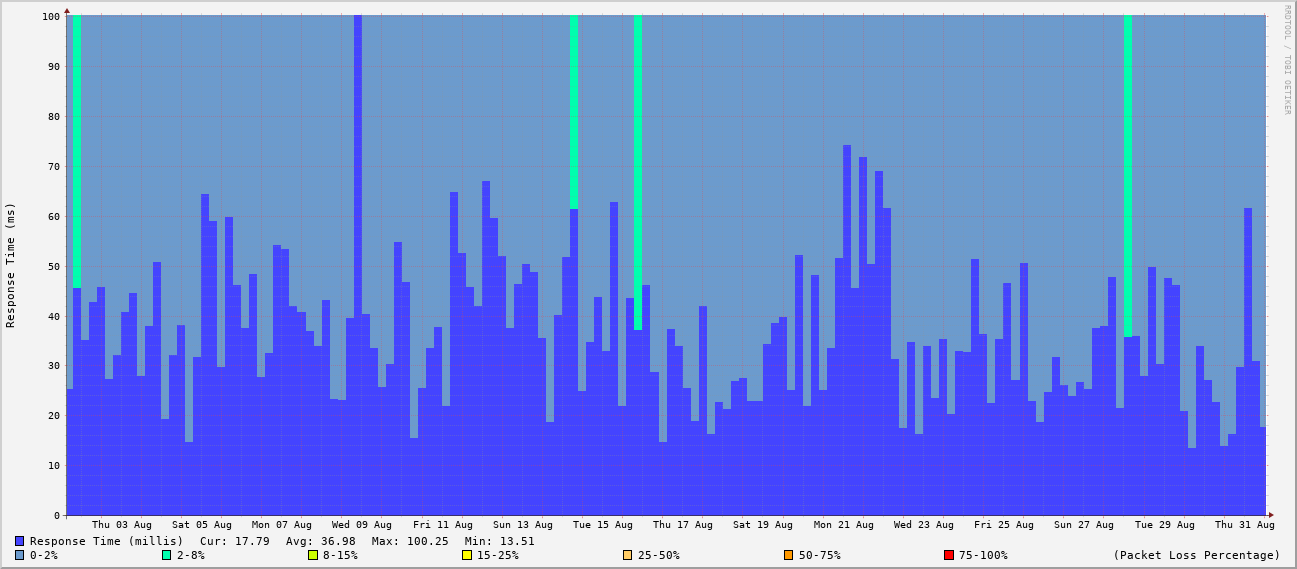 RRDTOOL / TOBI OETIKER
Response Time (ms)
100
90
80
70
60
50
40
30
20
10
0
Thu 03 Aug Sat 05 Aug Mon 07 Aug Wed 09 Aug Fri 11 Aug Sun 13 Aug Tue 15 Aug Thu 17 Aug Sat 19 Aug Mon 21 Aug Wed 23 Aug Fri 25 Aug Sun 27 Aug Tue 29 Aug Thu 31 Aug
Response Time (millis) Cur: 17.79 Avg: 36.98 Max: 100.25 Min: 13.51
0-2% 2-8% 8-15% 15-25% 25-50% 50-75% 75-100% (Packet Loss Percentage)